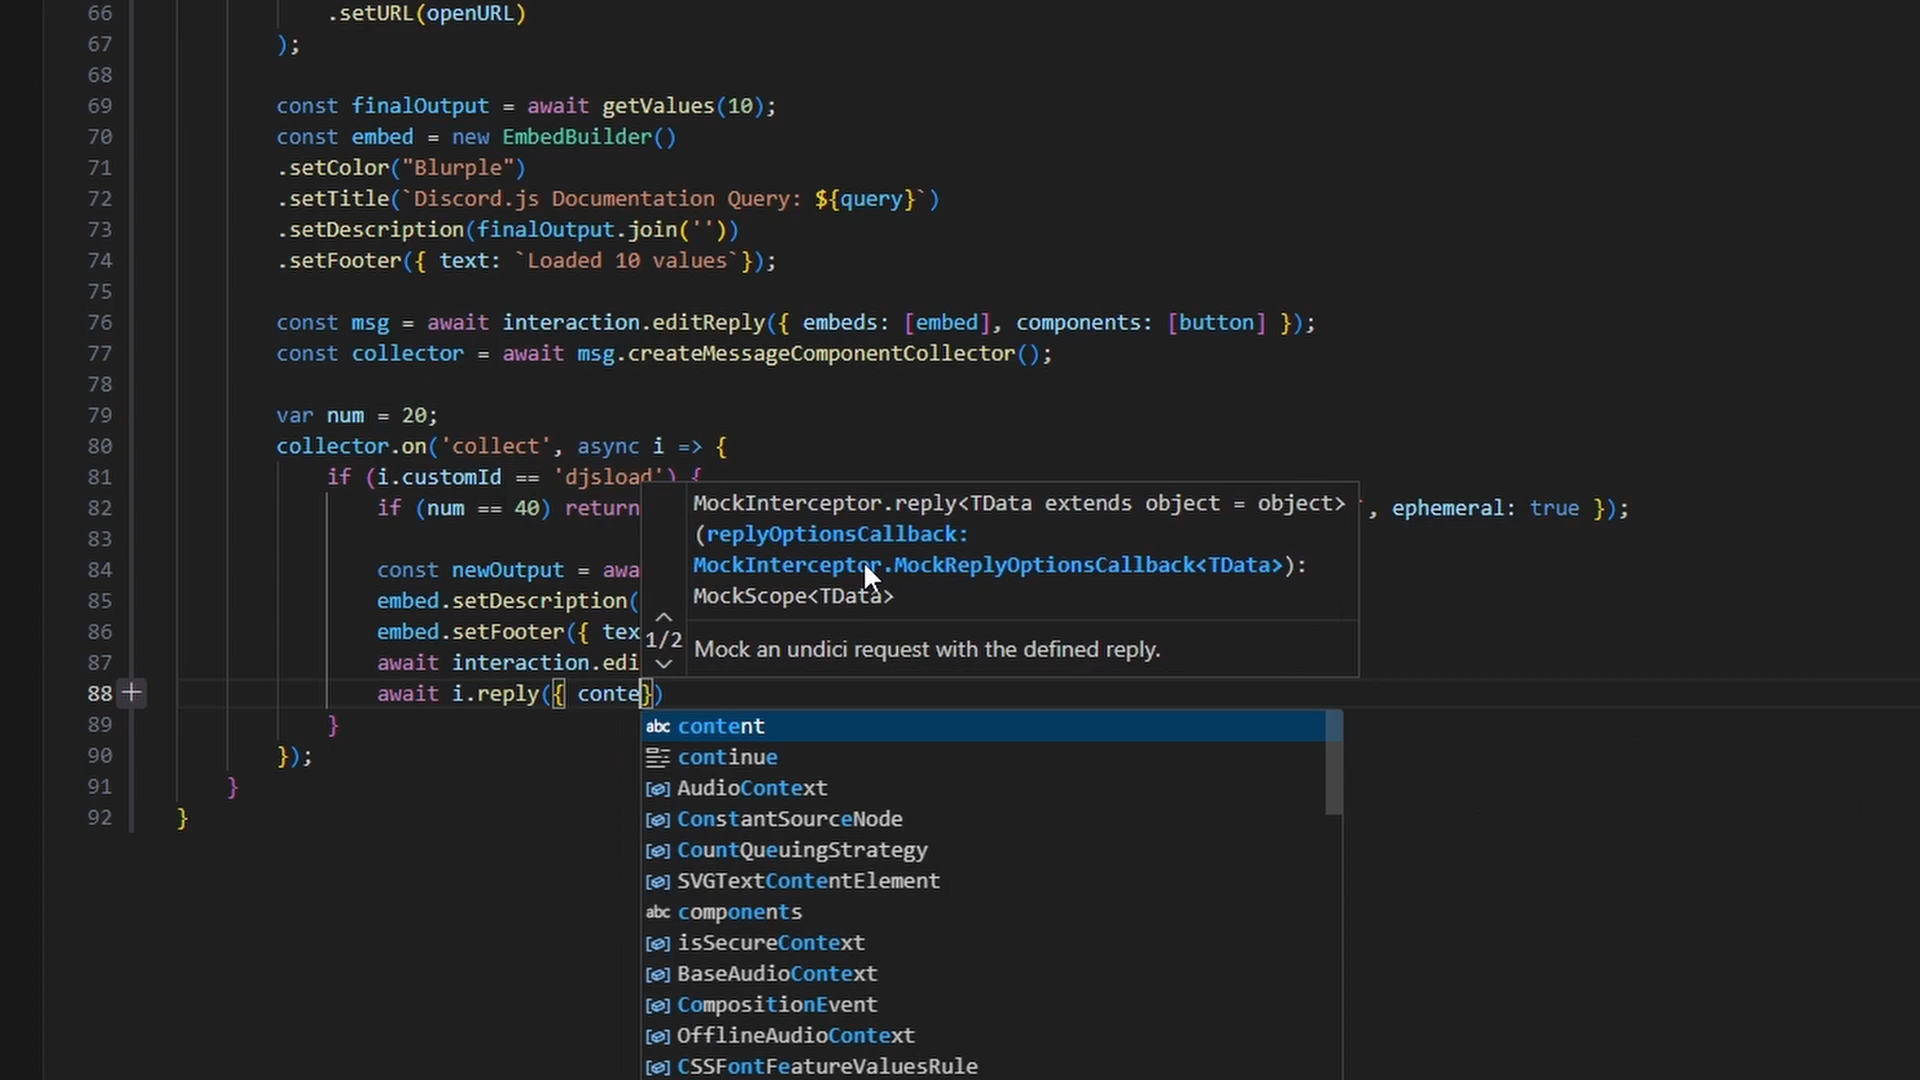 66 .setURL(openURL)
67 );
68
69 const finalOutput = await getValues(10);
70 const embed = new EmbedBuilder()
71 .setColor("Blurple")
72 .setTitle(`Discord.js Documentation Query: ${query}`)
73 .setDescription(finalOutput.join(''))
74 .setFooter({ text: `Loaded 10 values`});
75
76 const msg = await interaction.editReply({ embeds: [embed], components: [button] });
77 const collector = await msg.createMessageComponentCollector();
78
79 var num = 20;
80 collector.on('collect', async i => {
81 if (i.customId == 'djsload') {
82 if (num == 40) return , ephemeral: true });
MockInterceptor.reply<TData extends object = object>
(replyOptionsCallback:
83
84 const newOutput = awa
MockInterceptor.MockReplyOptionsCallback<TData>):
85 embed.setDescription(
MockScope<TData>
86 embed.setFooter({ tex
1/2
Mock an undici request with the defined reply.
87 await interaction.edi
88 await i.reply({ conte})
89 }
90 });
91 }
92 }
abc content
continue
AudioContext
ConstantSourceNode
CountQueuingStrategy
SVGTextContentElement
abc components
isSecureContext
BaseAudioContext
CompositionEvent
OfflineAudioContext
CSSFontFeatureValuesRule